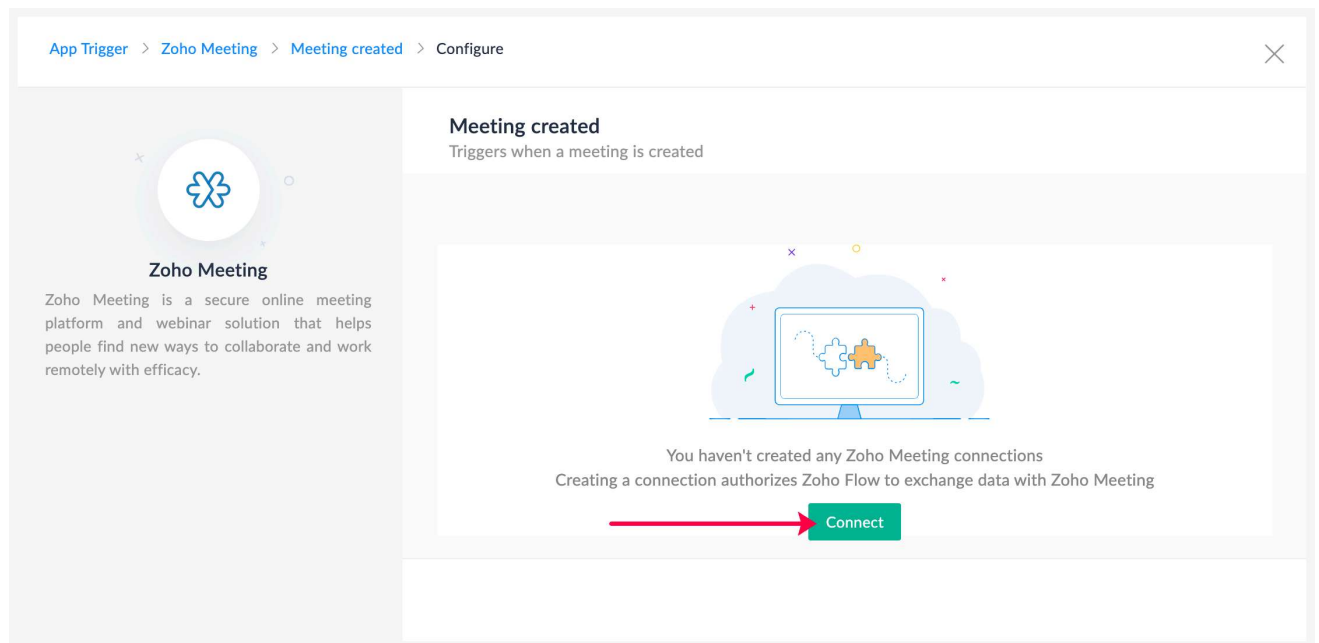 App Trigger > Zoho Meeting > Meeting created > Configure
Meeting created
Triggers when a meeting is created
Zoho Meeting
Zoho Meeting is a secure online meeting
platform and webinar solution that helps
people find new ways to collaborate and work
remotely with efficacy.
You haven't created any Zoho Meeting connections
Creating a connection authorizes Zoho Flow to exchange data with Zoho Meeting
Connect